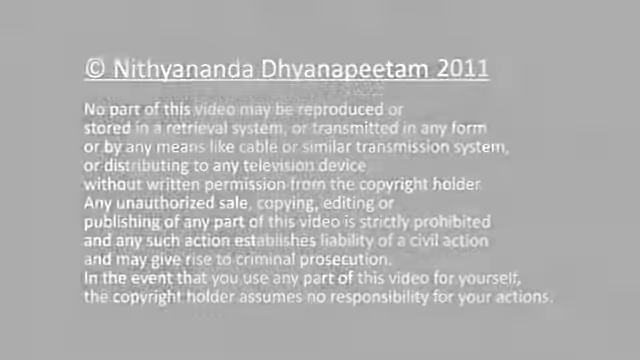 © Nithyananda Dhyanapeetam 2011
No part of this video may be reproduced or
stored in a retrieval system, or transmitted in any form
or by any means like cable or similar transmission system,
or distributing to any television device
without written permission from the copyright holder
Any unauthorized sale, copying, editing or
publishing of any part of this video is strictly prohibited
and any such action establishes liability of a civil action
and may give rise to criminal prosecution.
In the event that you use any part of this video for yourself,
the copyright holder assumes no responsibility for your actions.